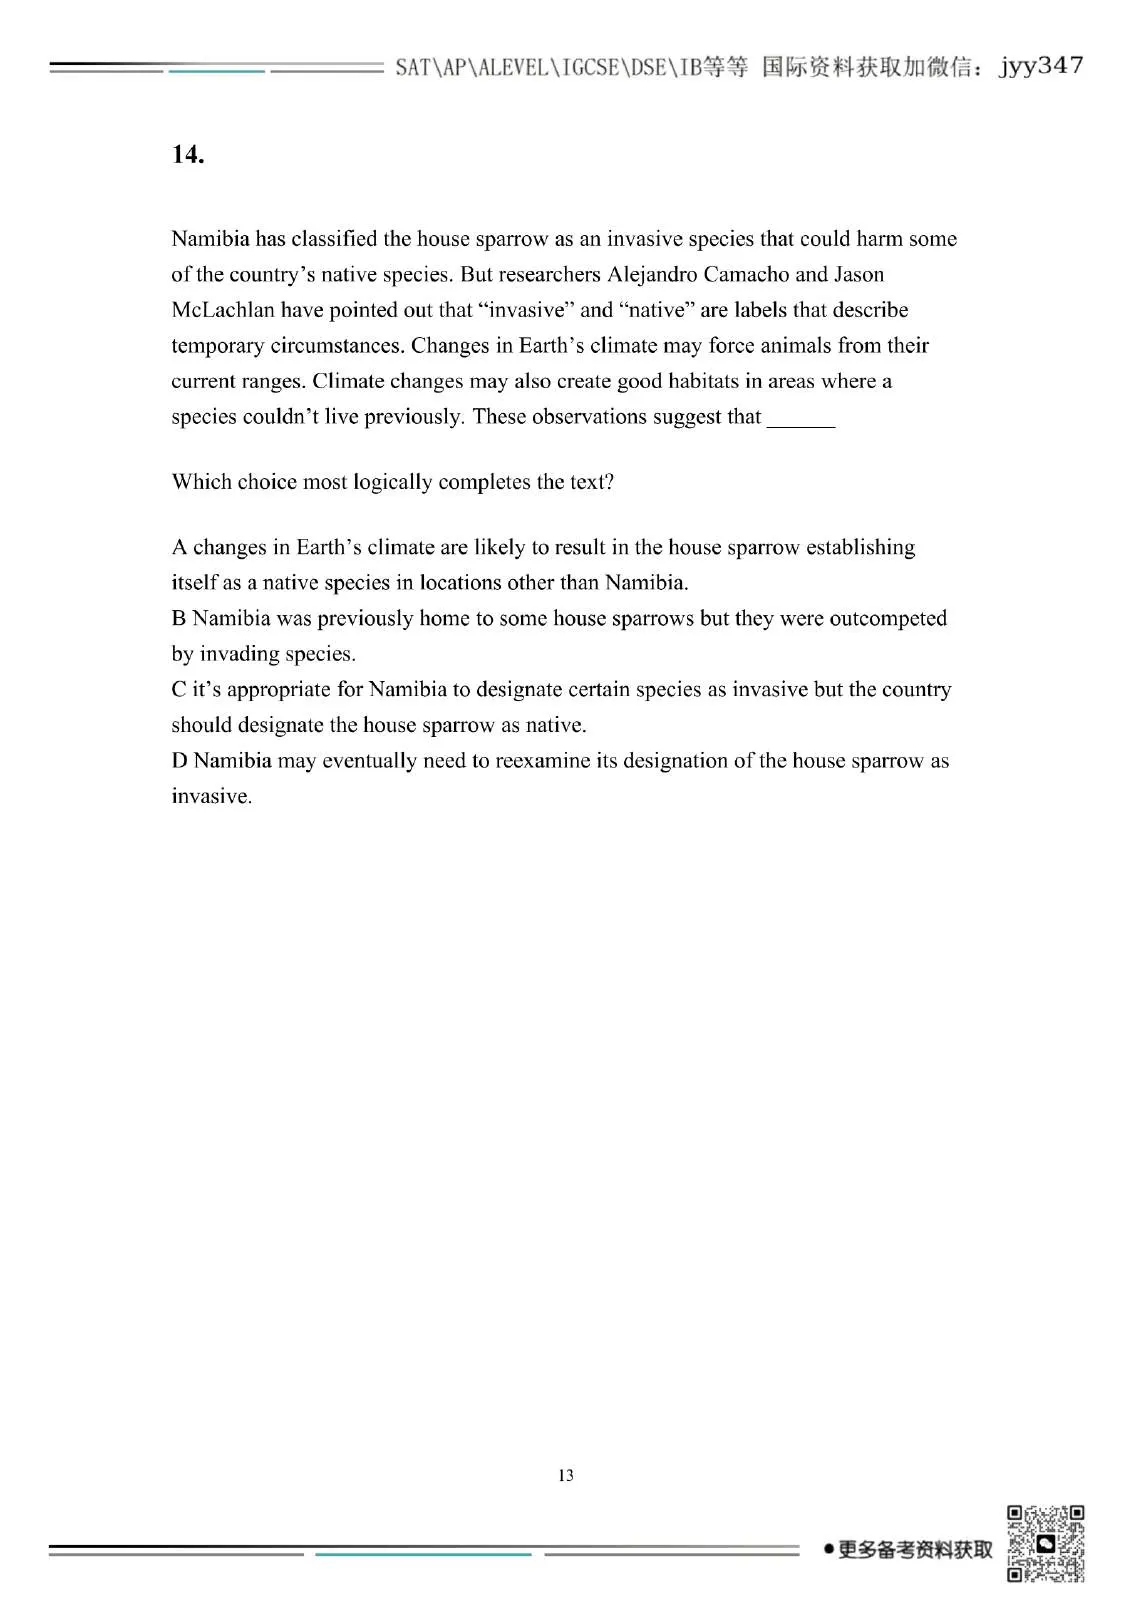 SAT\AP\ALEVEL\IGCSE\DSE\IB等等 国际资料获取加微信: jyy347
14.
Namibia has classified the house sparrow as an invasive species that could harm some
of the country’s native species. But researchers Alejandro Camacho and Jason
McLachlan have pointed out that “invasive” and “native” are labels that describe
temporary circumstances. Changes in Earth’s climate may force animals from their
current ranges. Climate changes may also create good habitats in areas where a
species couldn’t live previously. These observations suggest that ______
Which choice most logically completes the text?
A changes in Earth’s climate are likely to result in the house sparrow establishing
itself as a native species in locations other than Namibia.
B Namibia was previously home to some house sparrows but they were outcompeted
by invading species.
C it’s appropriate for Namibia to designate certain species as invasive but the country
should designate the house sparrow as native.
D Namibia may eventually need to reexamine its designation of the house sparrow as
invasive.
13
●更多备考资料获取